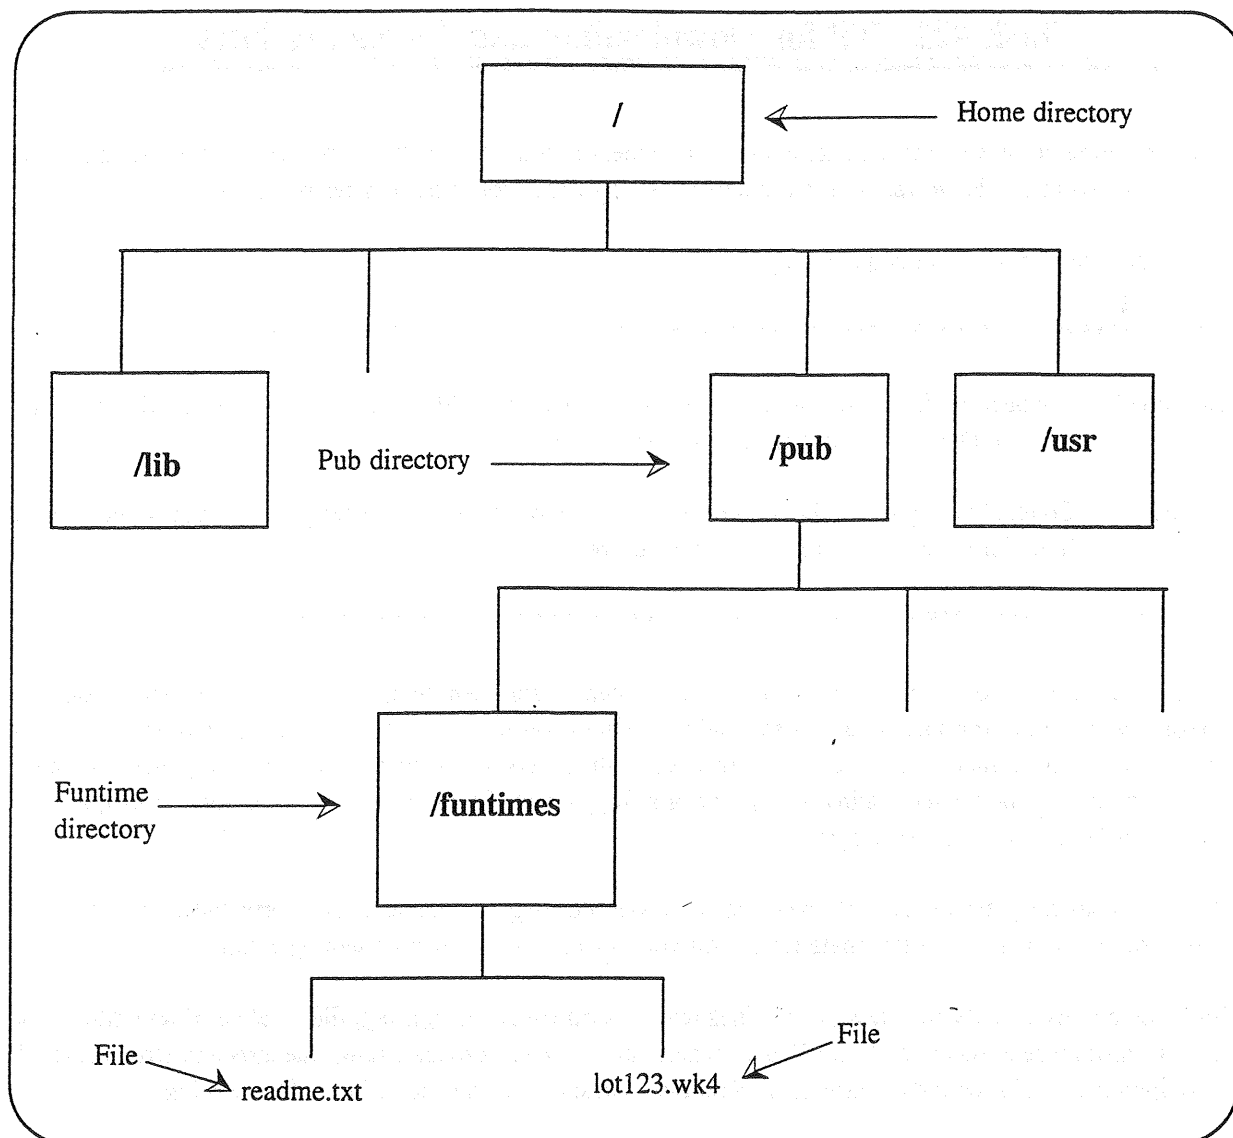 /
Home directory
/lib
Pub directory
/pub
/usr
Funtime
directory
/funtimes
File
readme.txt
lot123.wk4
File